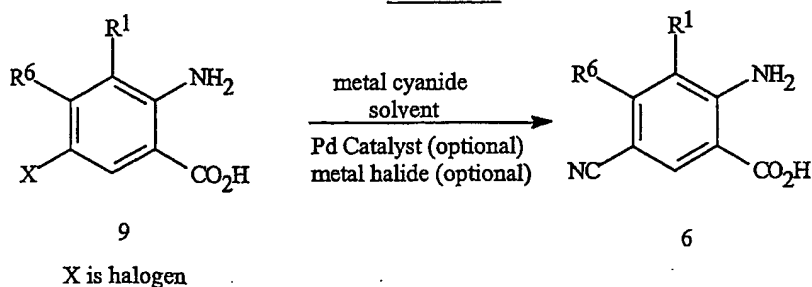 R¹ R¹
R⁶ NH₂ metal cyanide R⁶ NH₂
solvent
Pd Catalyst (optional)
X CO₂H metal halide (optional) NC CO₂H
9 6
X is halogen